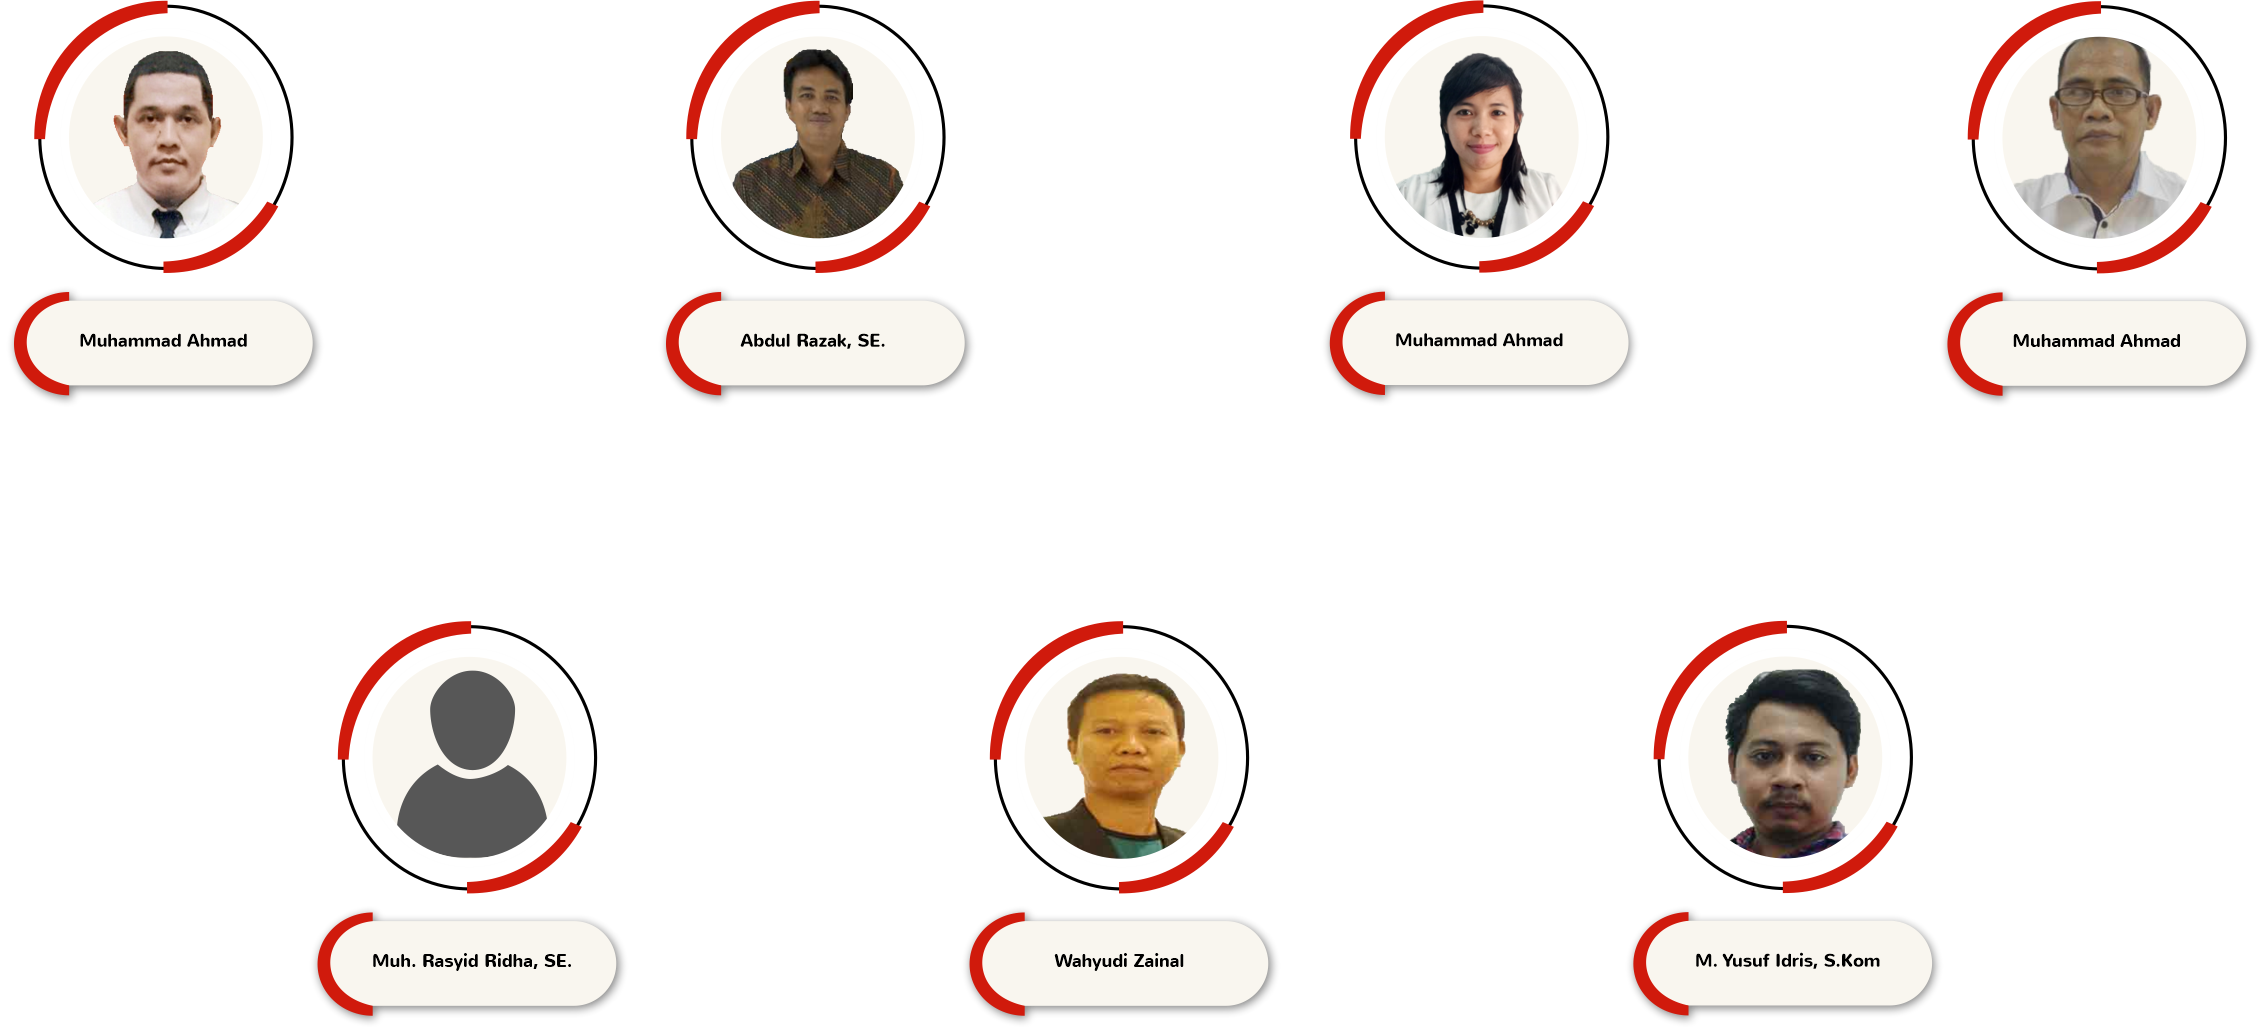 Muhammad Ahmad
Abdul Razak, SE.
Muhammad Ahmad
Muhammad Ahmad
Muh. Rasyid Ridha, SE.
Wahyudi Zainal
M. Yusuf Idris, S.Kom